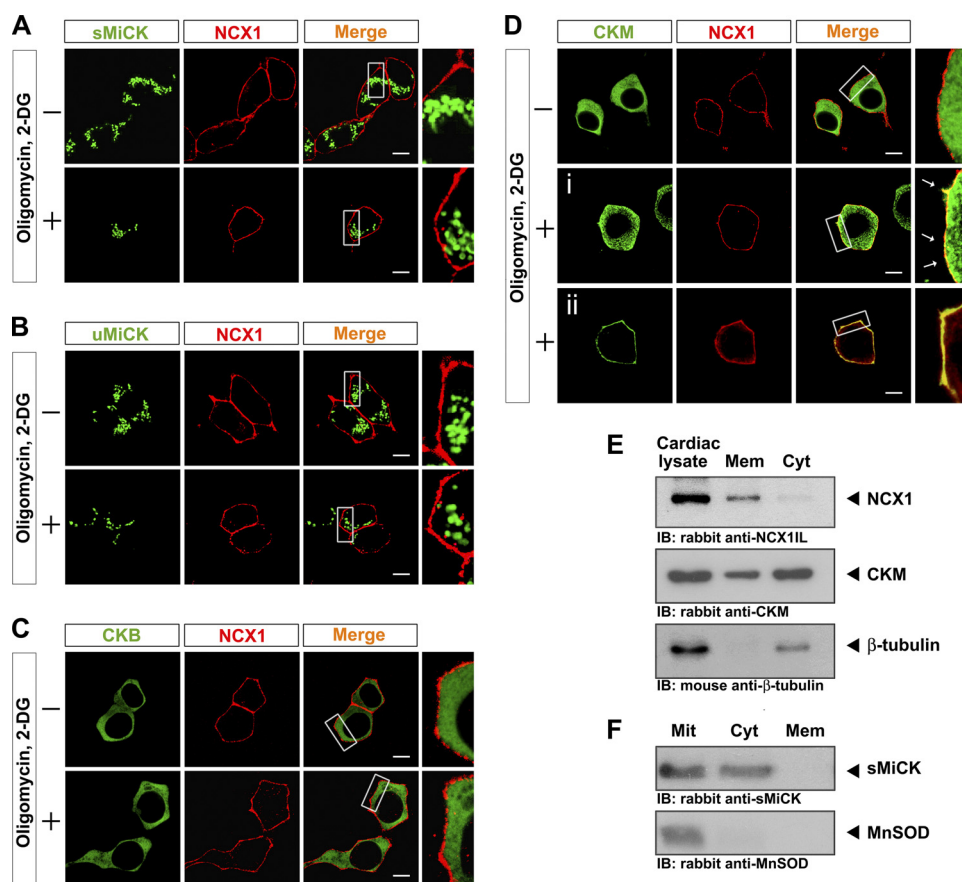 A
sMiCK NCX1 Merge
Oligomycin, 2-DG
−
+
B
uMiCK NCX1 Merge
Oligomycin, 2-DG
−
+
C
CKB NCX1 Merge
Oligomycin, 2-DG
−
+
D
CKM NCX1 Merge
Oligomycin, 2-DG
−
i
+
ii
+
E
Cardiac
lysate Mem Cyt
NCX1
IB: rabbit anti-NCX1IL
CKM
IB: rabbit anti-CKM
β-tubulin
IB: mouse anti-β-tubulin
F
Mit Cyt Mem
sMiCK
IB: rabbit anti-sMiCK
MnSOD
IB: rabbit anti-MnSOD